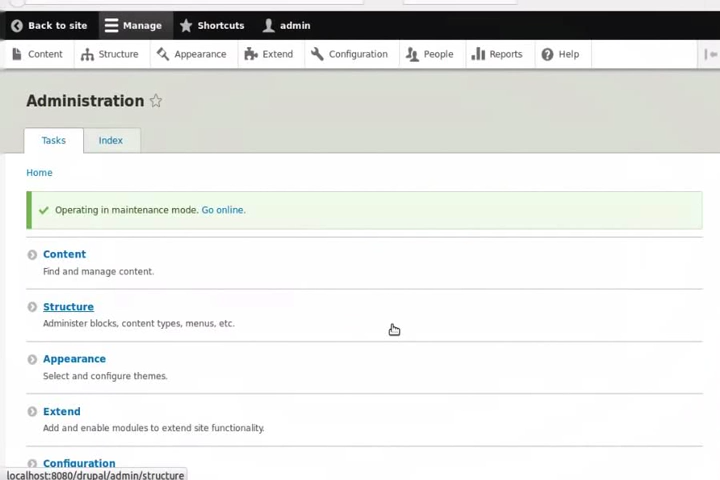 Back to site Manage Shortcuts admin
Content Structure Appearance Extend Configuration People Reports Help
Administration
Tasks Index
Home
Operating in maintenance mode. Go online.
Content
Find and manage content.
Structure
Administer blocks, content types, menus, etc.
Appearance
Select and configure themes.
Extend
Add and enable modules to extend site functionality.
Configuration
localhost:8080/drupal/admin/structure